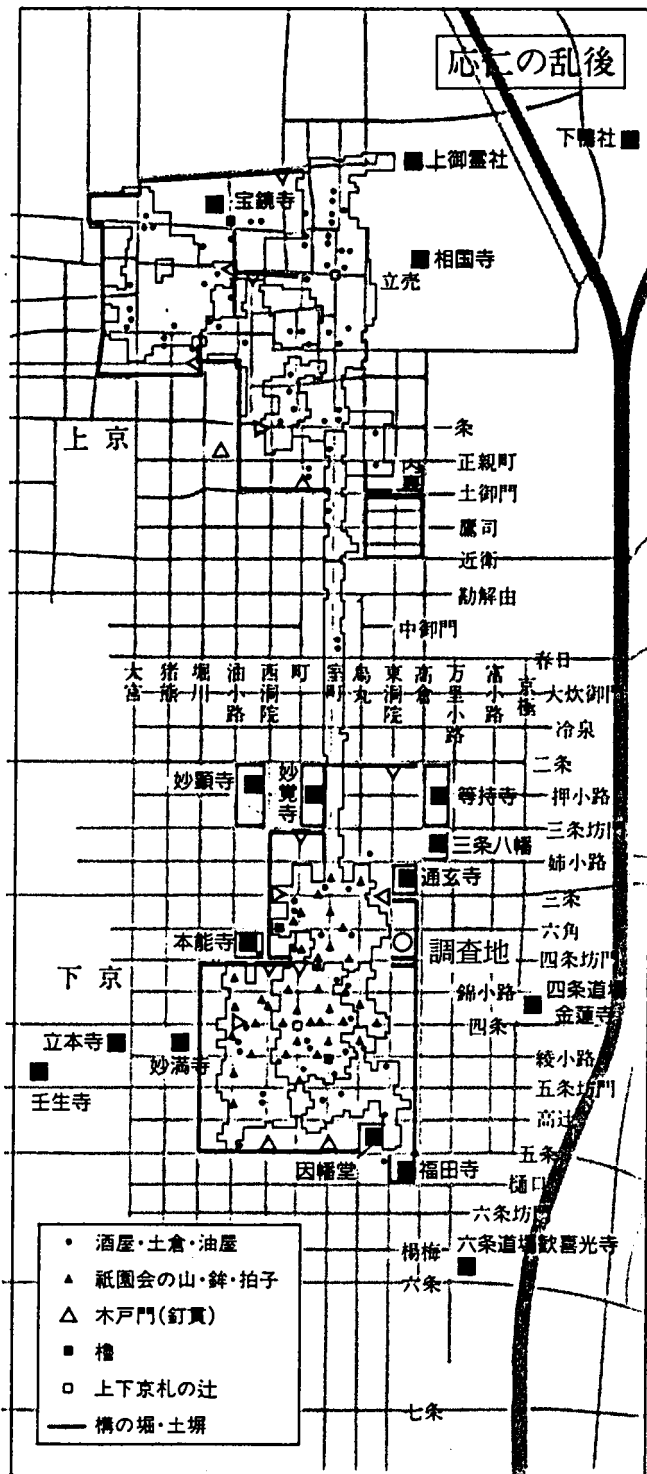 応仁の乱後
下鴨社
上御霊社
宝鏡寺
相国寺
立売
上京
一条
正親町
土御門
鷹司
近衛
勘解由
中御門
春日
大宮
猪熊
堀川
油小路
西洞院
町
室町
烏丸
東洞院
高倉
万里小路
富小路
京極
大炊御門
冷泉
二条
妙顕寺
妙覚寺
等持寺
押小路
三条坊門
三条八幡
姉小路
通玄寺
三条
六角
本能寺
調査地
四条坊門
下京
錦小路
四条道場
金蓮寺
四条
立本寺
妙満寺
綾小路
壬生寺
五条坊門
高辻
五条
因幡堂
福田寺
樋口
六条坊門
楊梅
六条道場歓喜光寺
六条
七条
酒屋・土倉・油屋
祇園会の山・鉾・拍子
木戸門(釘貫)
櫓
上下京札の辻
構の堀・土塀